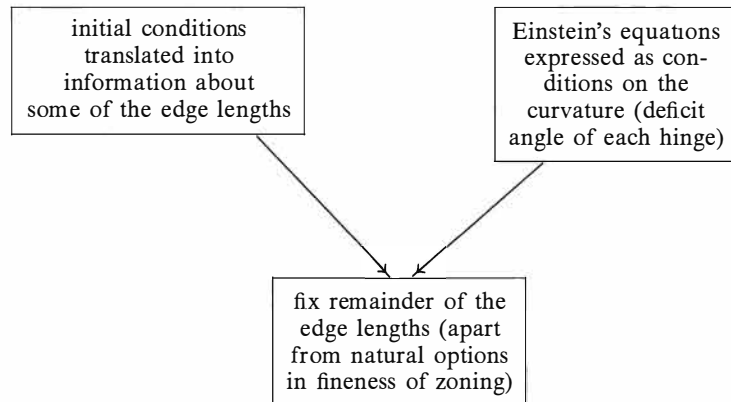 initial conditions
translated into
information about
some of the edge lengths
Einstein's equations
expressed as con-
ditions on the
curvature (deficit
angle of each hinge)
fix remainder of the
edge lengths (apart
from natural options
in fineness of zoning)